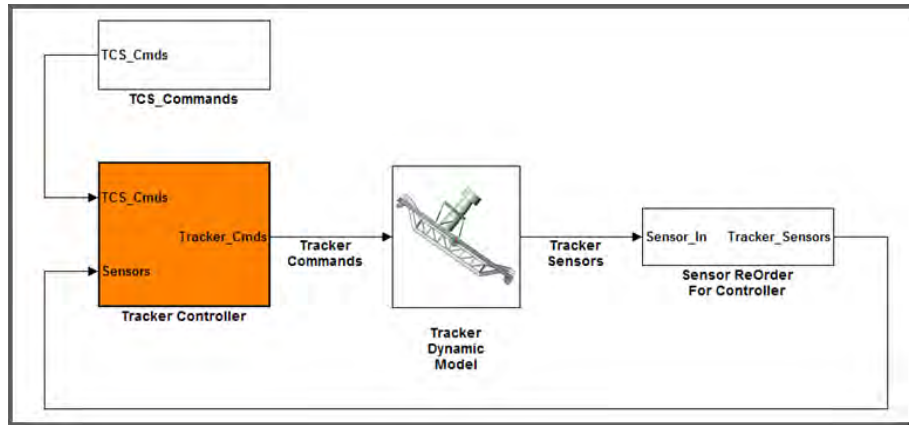 TCS_Cmds
TCS_Commands
TCS_Cmds
Tracker_Cmds
Sensors
Tracker Controller
Tracker
Commands
Tracker
Dynamic
Model
Tracker
Sensors
Sensor_In Tracker_Sensors
Sensor ReOrder
For Controller